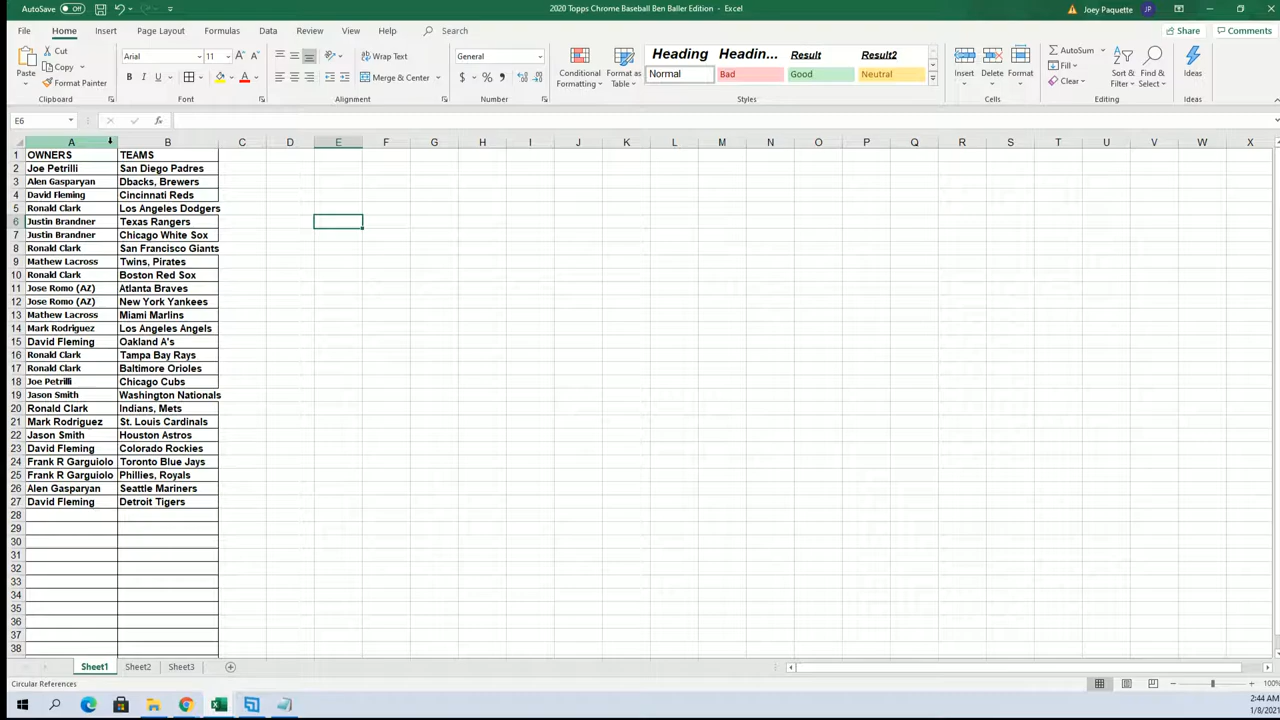 AutoSave Off 2020 Topps Chrome Baseball Ben Baller Edition - Excel Joey Paquette JP
File Home Insert Page Layout Formulas Data Review View Help Search Share Comments
Cut Arial 11 Wrap Text General Heading Headin... Result Result2 AutoSum
Copy Fill
Paste Format Painter B I U A Merge & Center $ % Conditional Formatting Format as Table Normal Bad Good Neutral Insert Delete Format Clear Sort & Filter Find & Select Ideas
Clipboard Font Alignment Number Styles Cells Editing Ideas
E6 fx
A B C D E F G H I J K L M N O P Q R S T U V W X
1 OWNERS TEAMS
2 Joe Petrilli San Diego Padres
3 Alen Gasparyan Dbacks, Brewers
4 David Fleming Cincinnati Reds
5 Ronald Clark Los Angeles Dodgers
6 Justin Brandner Texas Rangers
7 Justin Brandner Chicago White Sox
8 Ronald Clark San Francisco Giants
9 Mathew Lacross Twins, Pirates
10 Ronald Clark Boston Red Sox
11 Jose Romo (AZ) Atlanta Braves
12 Jose Romo (AZ) New York Yankees
13 Mathew Lacross Miami Marlins
14 Mark Rodriguez Los Angeles Angels
15 David Fleming Oakland A's
16 Ronald Clark Tampa Bay Rays
17 Ronald Clark Baltimore Orioles
18 Joe Petrilli Chicago Cubs
19 Jason Smith Washington Nationals
20 Ronald Clark Indians, Mets
21 Mark Rodriguez St. Louis Cardinals
22 Jason Smith Houston Astros
23 David Fleming Colorado Rockies
24 Frank R Garguiolo Toronto Blue Jays
25 Frank R Garguiolo Phillies, Royals
26 Alen Gasparyan Seattle Mariners
27 David Fleming Detroit Tigers
28
29
30
31
32
33
34
35
36
37
38
Sheet1 Sheet2 Sheet3
Circular References 100%
2:44 AM
1/8/2021